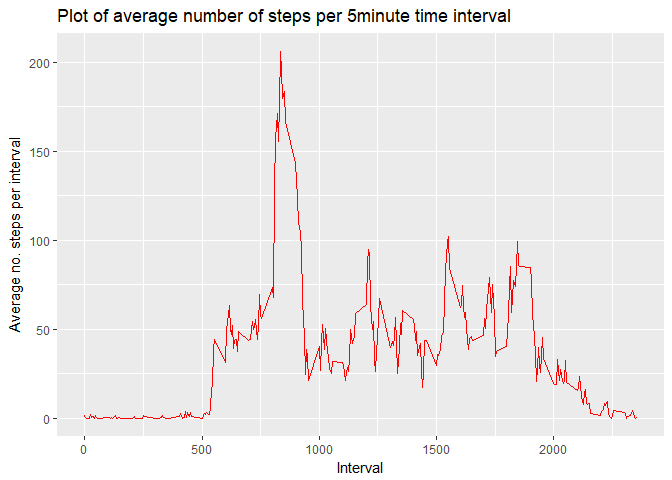 Plot of average number of steps per 5minute time interval
Average no. steps per interval
200
150
100
50
0
0 500 1000 1500 2000
Interval